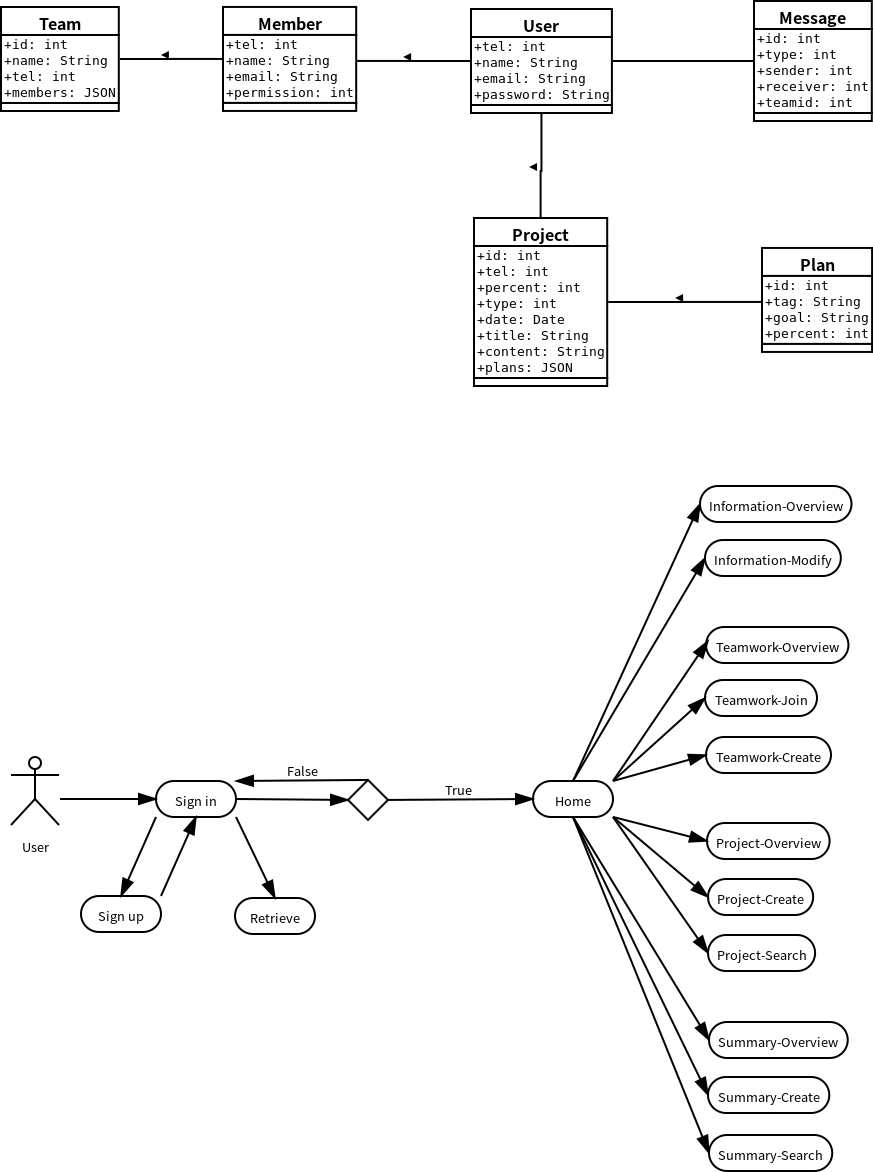 Team
+id: int
+name: String
+tel: int
+members: JSON
Member
+tel: int
+name: String
+email: String
+permission: int
User
+tel: int
+name: String
+email: String
+password: String
Message
+id: int
+type: int
+sender: int
+receiver: int
+teamid: int
Project
+id: int
+tel: int
+percent: int
+type: int
+date: Date
+title: String
+content: String
+plans: JSON
Plan
+id: int
+tag: String
+goal: String
+percent: int
Information-Overview
Information-Modify
Teamwork-Overview
Teamwork-Join
Teamwork-Create
User
Sign in
False
True
Home
Sign up
Retrieve
Project-Overview
Project-Create
Project-Search
Summary-Overview
Summary-Create
Summary-Search